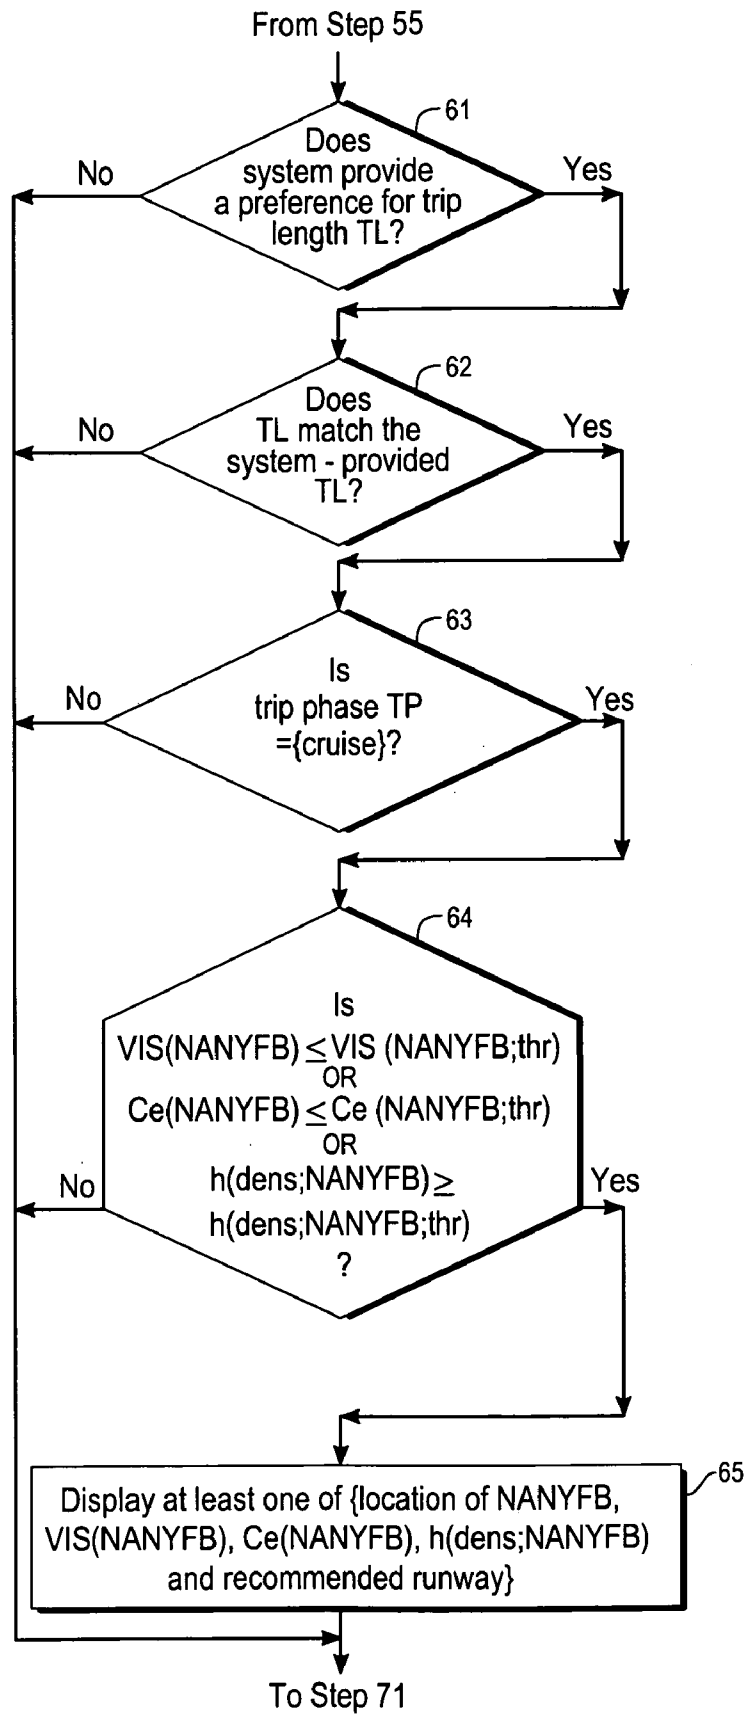 From Step 55
61
Does
system provide
a preference for trip
length TL?
No
Yes
62
Does
TL match the
system - provided
TL?
No
Yes
63
Is
trip phase TP
={cruise}?
No
Yes
64
Is
VIS(NANYFB) ≤ VIS (NANYFB;thr)
OR
Ce(NANYFB) ≤ Ce (NANYFB;thr)
OR
h(dens;NANYFB) ≥
h(dens;NANYFB;thr)
?
No
Yes
65
Display at least one of {location of NANYFB,
VIS(NANYFB), Ce(NANYFB), h(dens;NANYFB)
and recommended runway}
To Step 71